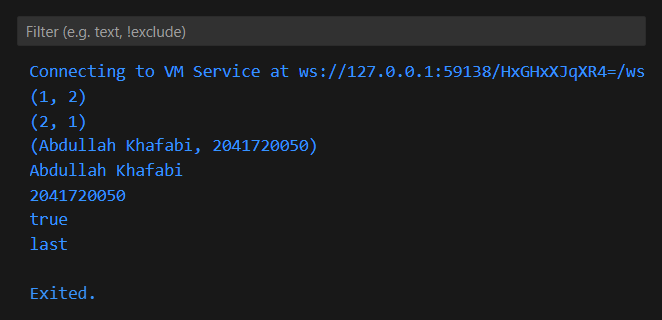 Filter (e.g. text, !exclude)
Connecting to VM Service at ws://127.0.0.1:59138/HxGHxXJqXR4=/ws
(1, 2)
(2, 1)
(Abdullah Khafabi, 2041720050)
Abdullah Khafabi
2041720050
true
last
Exited.